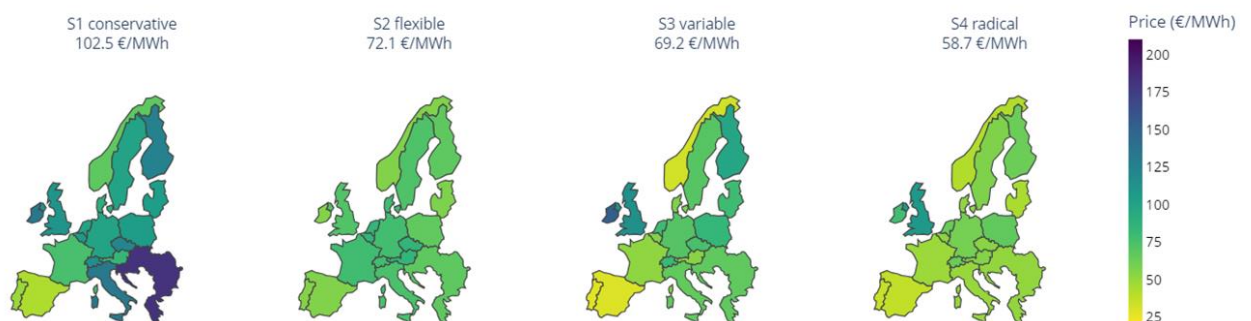 S1 conservative
102.5 €/MWh
S2 flexible
72.1 €/MWh
S3 variable
69.2 €/MWh
S4 radical
58.7 €/MWh
Price (€/MWh)
200
175
150
125
100
75
50
25